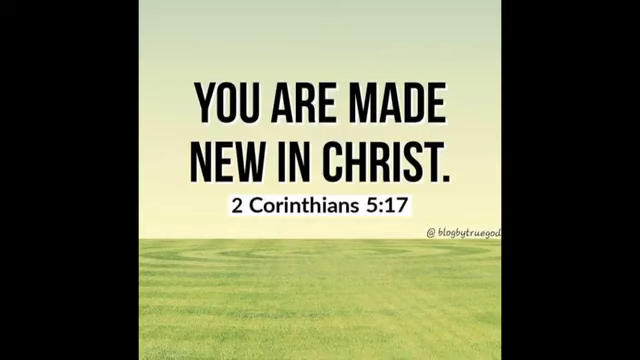 YOU ARE MADE
NEW IN CHRIST.
2 Corinthians 5:17
@ blogbytruegod